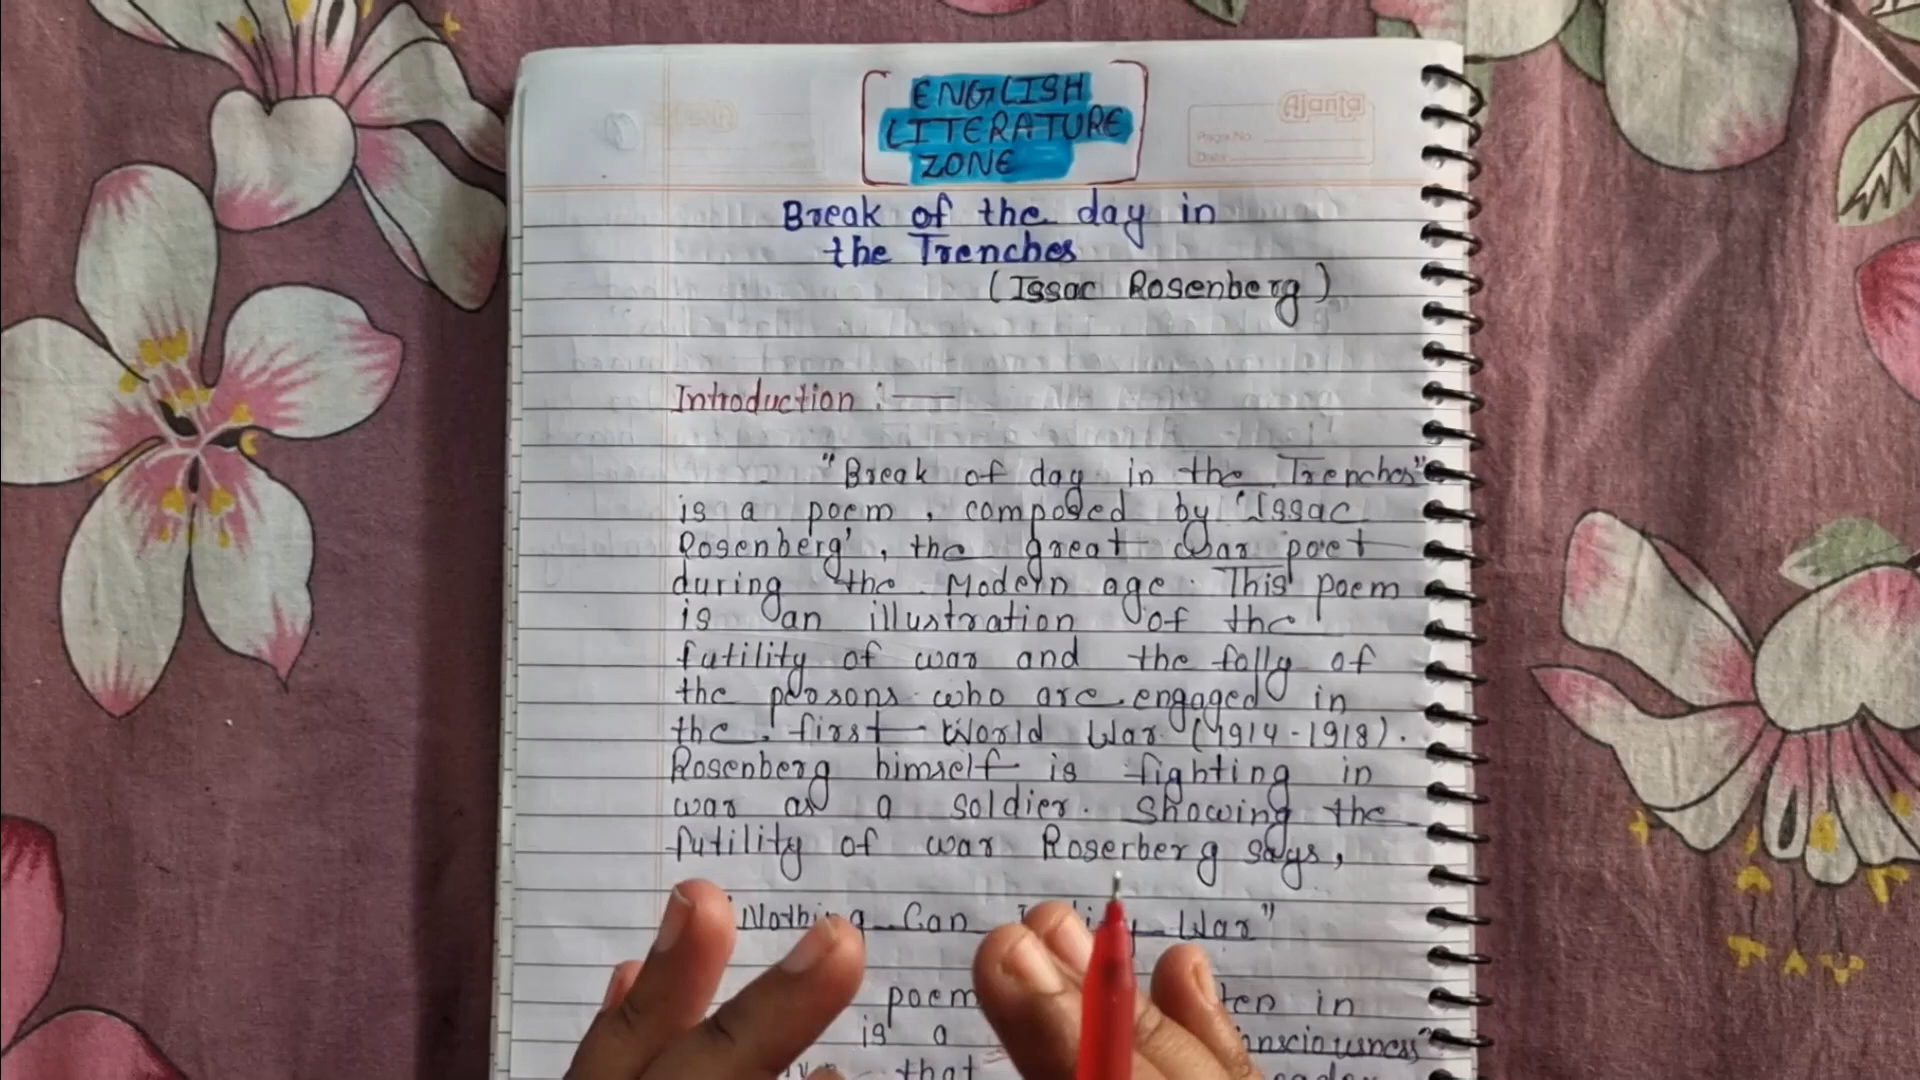 ENGLISH
LITERATURE
ZONE
Ajanta
Page No.
Date
Break of the day in
the Trenches
(Issac Rosenberg)
Introduction :—
"Break of day in the Trenches"
is a poem, composed by 'Issac
Rosenberg', the great war poet
during the Modern age. This poem
is an illustration of the
futility of war and the folly of
the persons who are engaged in
the first World War (1914-1918).
Rosenberg himself is fighting in
war as a soldier. Showing the
futility of war Roserberg says,
"Nothing Can War"
poem in
is a
that